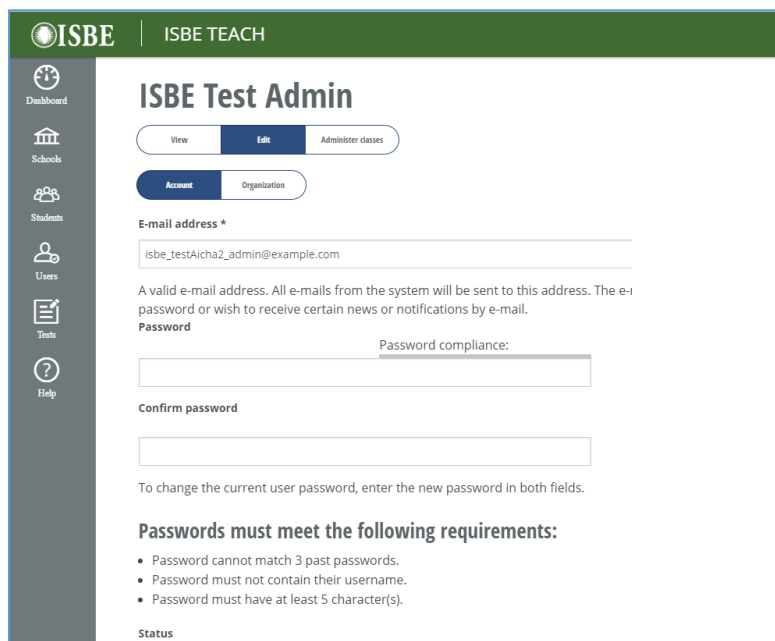 ISBE ISBE TEACH
Dashboard
Schools
Students
Users
Tests
Help
ISBE Test Admin
View Edit Administer classes
Account Organization
E-mail address *
isbe_testAicha2_admin@example.com
A valid e-mail address. All e-mails from the system will be sent to this address. The
password or wish to receive certain news or notifications by e-mail.
Password
Password compliance:
Confirm password
To change the current user password, enter the new password in both fields.
Passwords must meet the following requirements:
• Password cannot match 3 past passwords.
• Password must not contain their username.
• Password must have at least 5 character(s).
Status